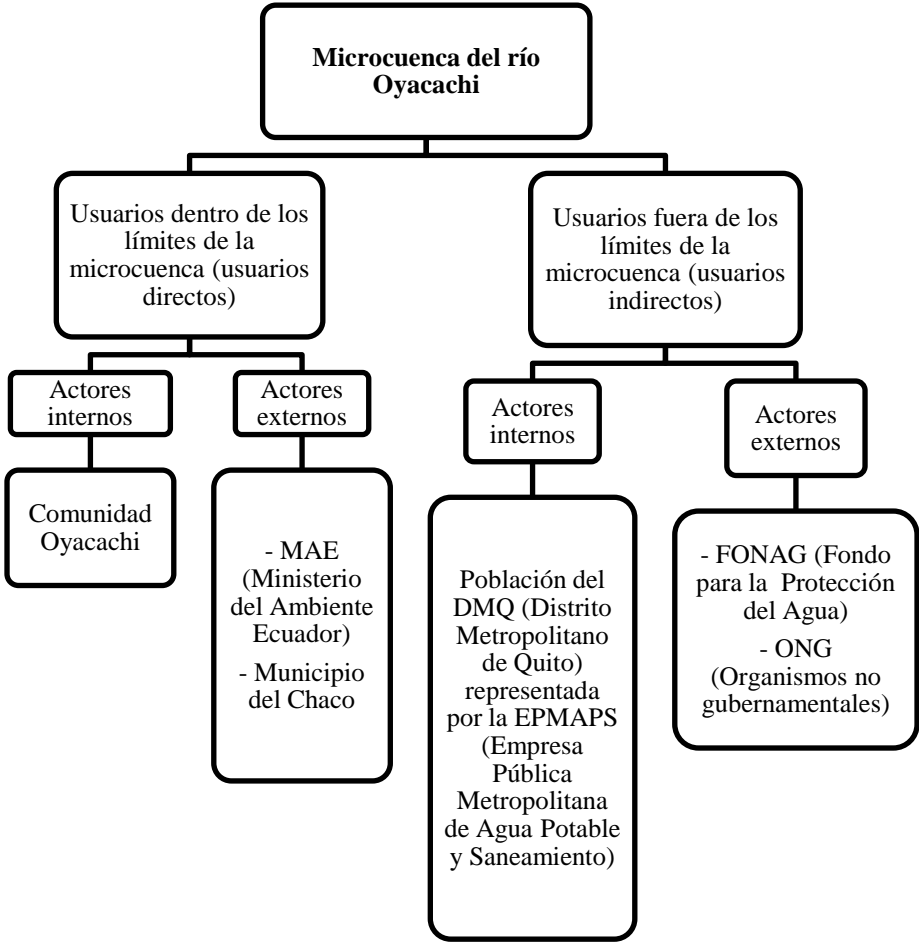 Microcuenca del río
Oyacachi
Usuarios dentro de los
límites de la
microcuenca (usuarios
directos)
Usuarios fuera de los
límites de la
microcuenca (usuarios
indirectos)
Actores
internos
Actores
externos
Actores
internos
Actores
externos
Comunidad
Oyacachi
- MAE
(Ministerio
del Ambiente
Ecuador)
- Municipio
del Chaco
Población del
DMQ (Distrito
Metropolitano
de Quito)
representada
por la EPMAPS
(Empresa
Pública
Metropolitana
de Agua Potable
y Saneamiento)
- FONAG (Fondo
para la Protección
del Agua)
- ONG
(Organismos no
gubernamentales)